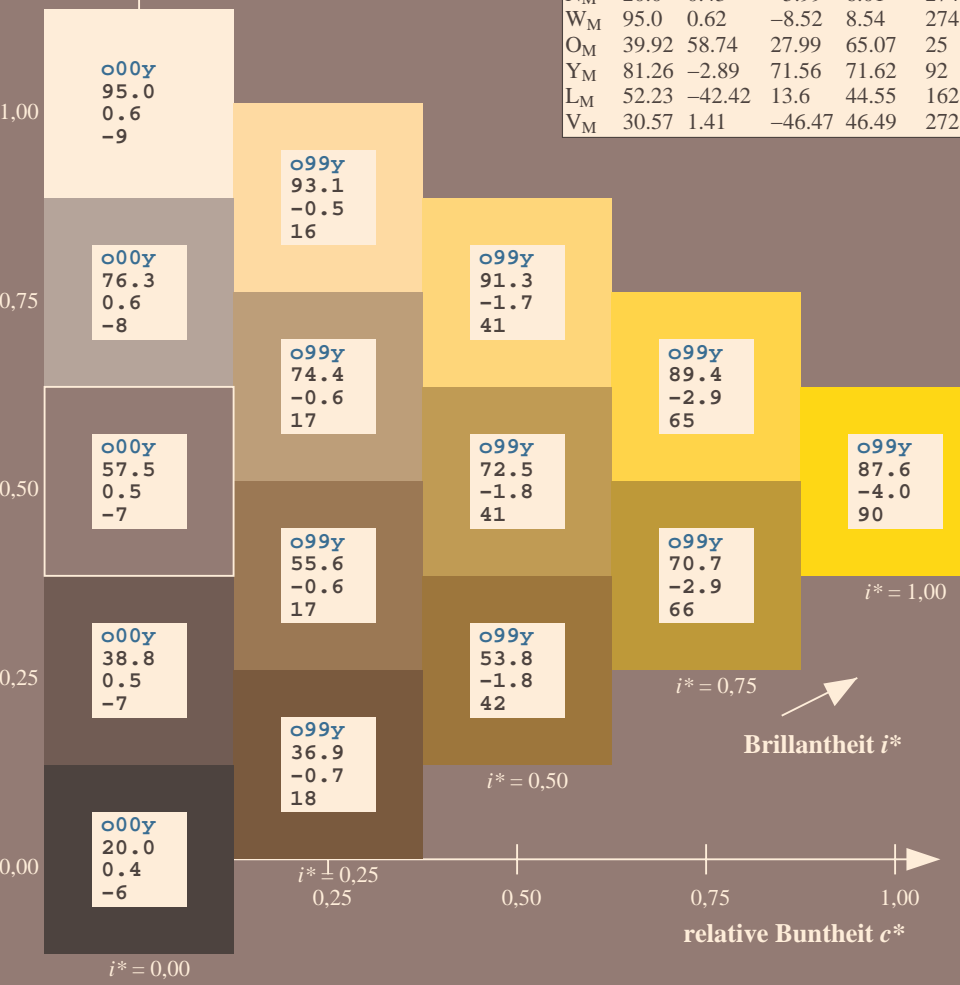 W_M 95.0 0.62 −8.52 8.54 274
O_M 39.92 58.74 27.99 65.07 25
Y_M 81.26 −2.89 71.56 71.62 92
L_M 52.23 −42.42 13.6 44.55 162
V_M 30.57 1.41 −46.47 46.49 272
o00y
95.0
0.6
−9
1,00
o99y
93.1
−0.5
16
o00y
76.3
0.6
−8
0,75
o99y
91.3
−1.7
41
o99y
74.4
−0.6
17
o99y
89.4
−2.9
65
o00y
57.5
0.5
−7
0,50
o99y
72.5
−1.8
41
o99y
87.6
−4.0
90
i* = 1,00
o99y
55.6
−0.6
17
o99y
70.7
−2.9
66
i* = 0,75
o00y
38.8
0.5
−7
0,25
o99y
53.8
−1.8
42
i* = 0,50
Brillantheit i*
o99y
36.9
−0.7
18
i* = 0,25
o00y
20.0
0.4
−6
0,00
i* = 0,00
0,25 0,50 0,75 1,00
relative Buntheit c*